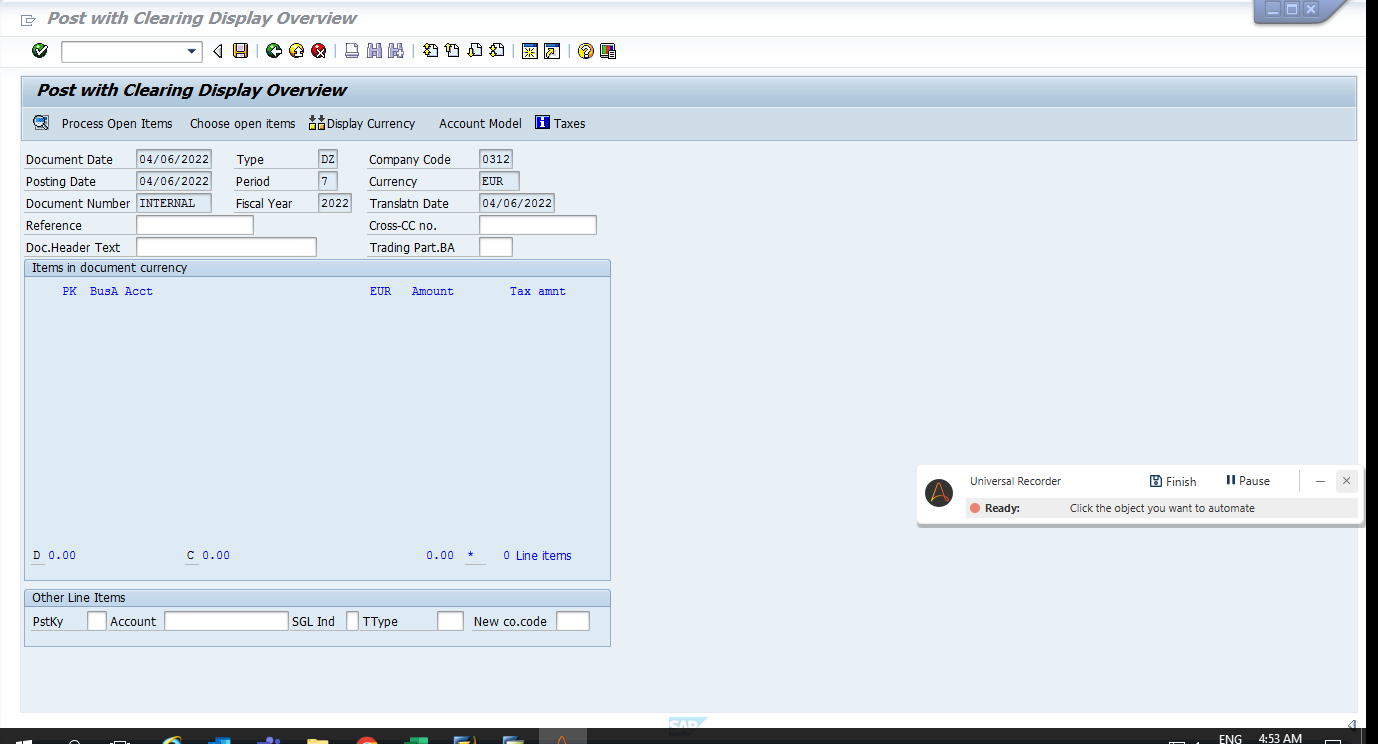 Post with Clearing Display Overview
Post with Clearing Display Overview
Process Open Items Choose open items Display Currency Account Model Taxes
Document Date 04/06/2022 Type DZ Company Code 0312
Posting Date 04/06/2022 Period 7 Currency EUR
Document Number INTERNAL Fiscal Year 2022 Translatn Date 04/06/2022
Reference Cross-CC no.
Doc.Header Text Trading Part.BA
Items in document currency
PK BusA Acct EUR Amount Tax amnt
Universal Recorder Finish Pause
Ready: Click the object you want to automate
D 0.00 C 0.00 0.00 * 0 Line items
Other Line Items
PstKy Account SGL Ind TType New co.code
SAP
ENG 4:53 AM